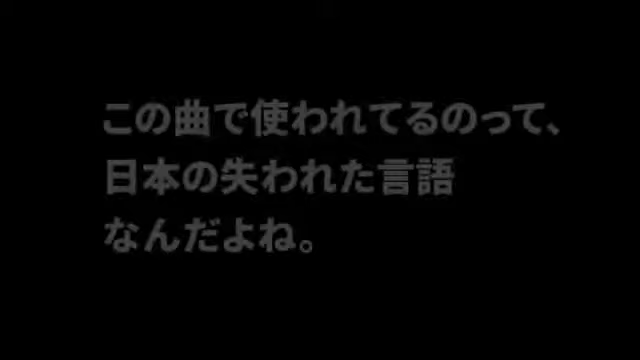 この曲で使われてるのって、
日本の失われた言語
なんだよね。